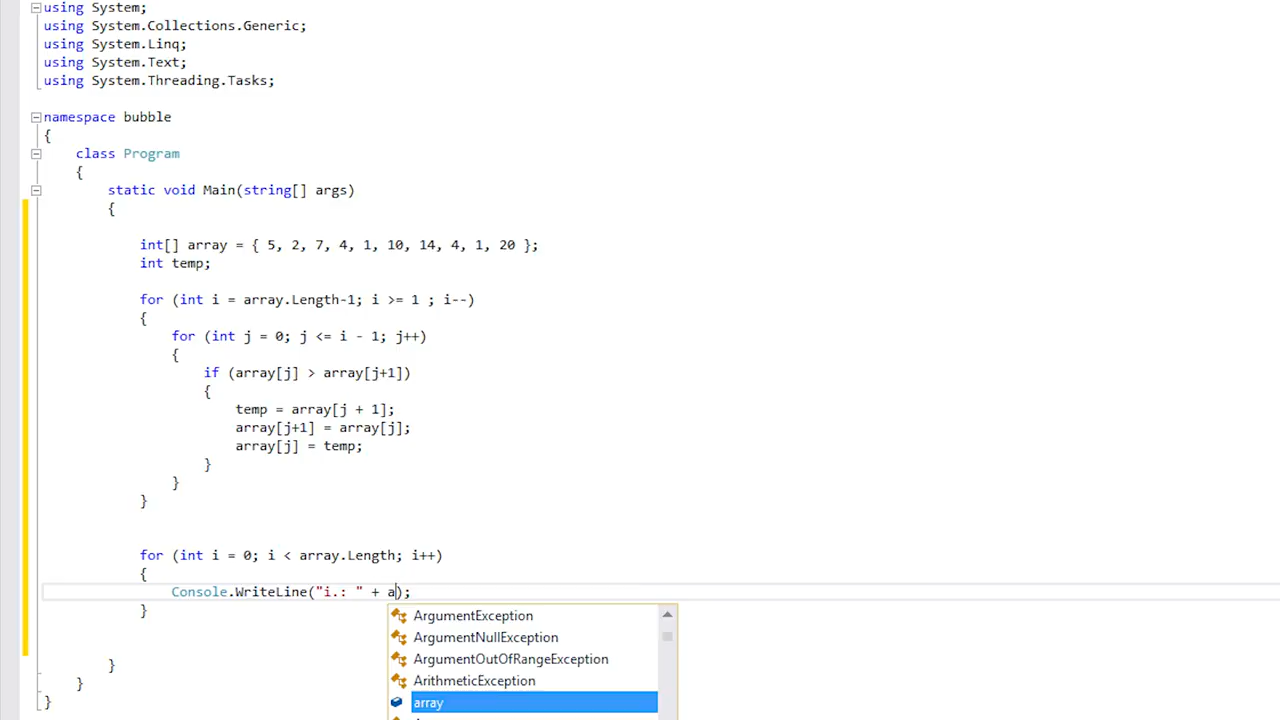 using System;
using System.Collections.Generic;
using System.Linq;
using System.Text;
using System.Threading.Tasks;
namespace bubble
{
class Program
{
static void Main(string[] args)
{
int[] array = { 5, 2, 7, 4, 1, 10, 14, 4, 1, 20 };
int temp;
for (int i = array.Length-1; i >= 1 ; i--)
{
for (int j = 0; j <= i - 1; j++)
{
if (array[j] > array[j+1])
{
temp = array[j + 1];
array[j+1] = array[j];
array[j] = temp;
}
}
}
for (int i = 0; i < array.Length; i++)
{
Console.WriteLine("i.: " + a);
}
ArgumentException
ArgumentNullException
ArgumentOutOfRangeException
ArithmeticException
array
}
}
}